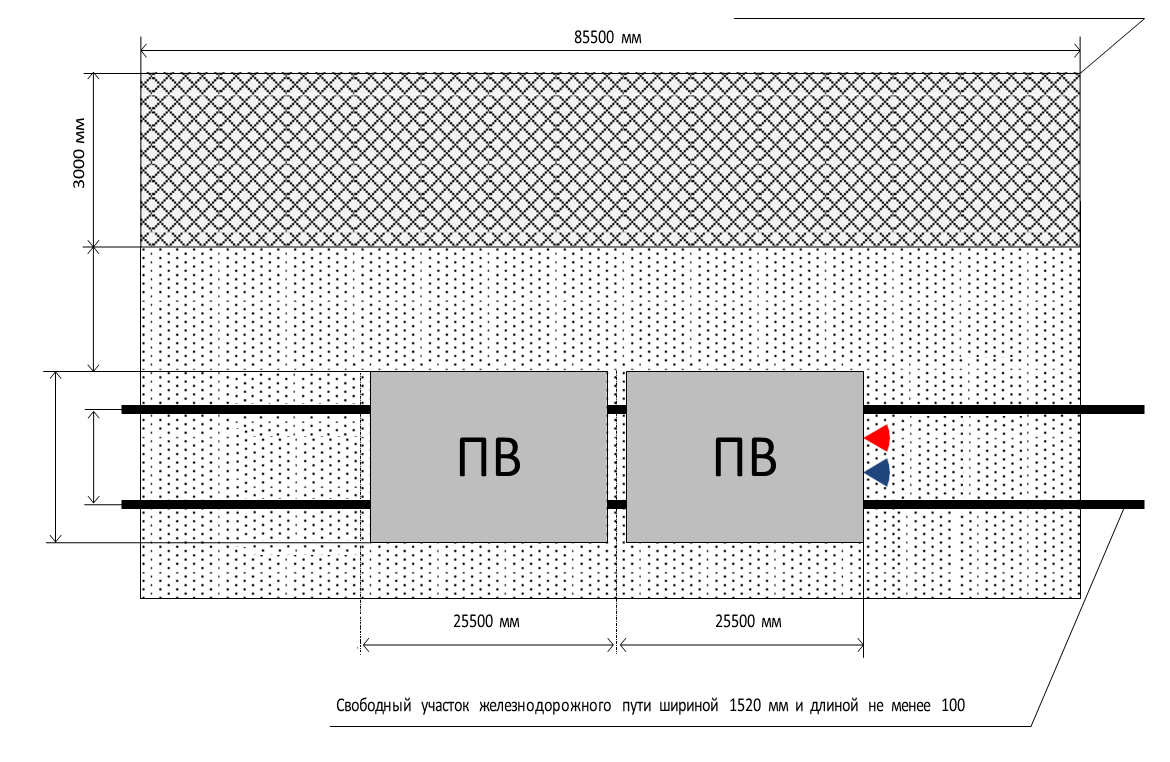 85500 мм
3000 мм
ПВ
ПВ
25500 мм
25500 мм
Свободный участок железнодорожного пути шириной 1520 мм и длиной не менее 100